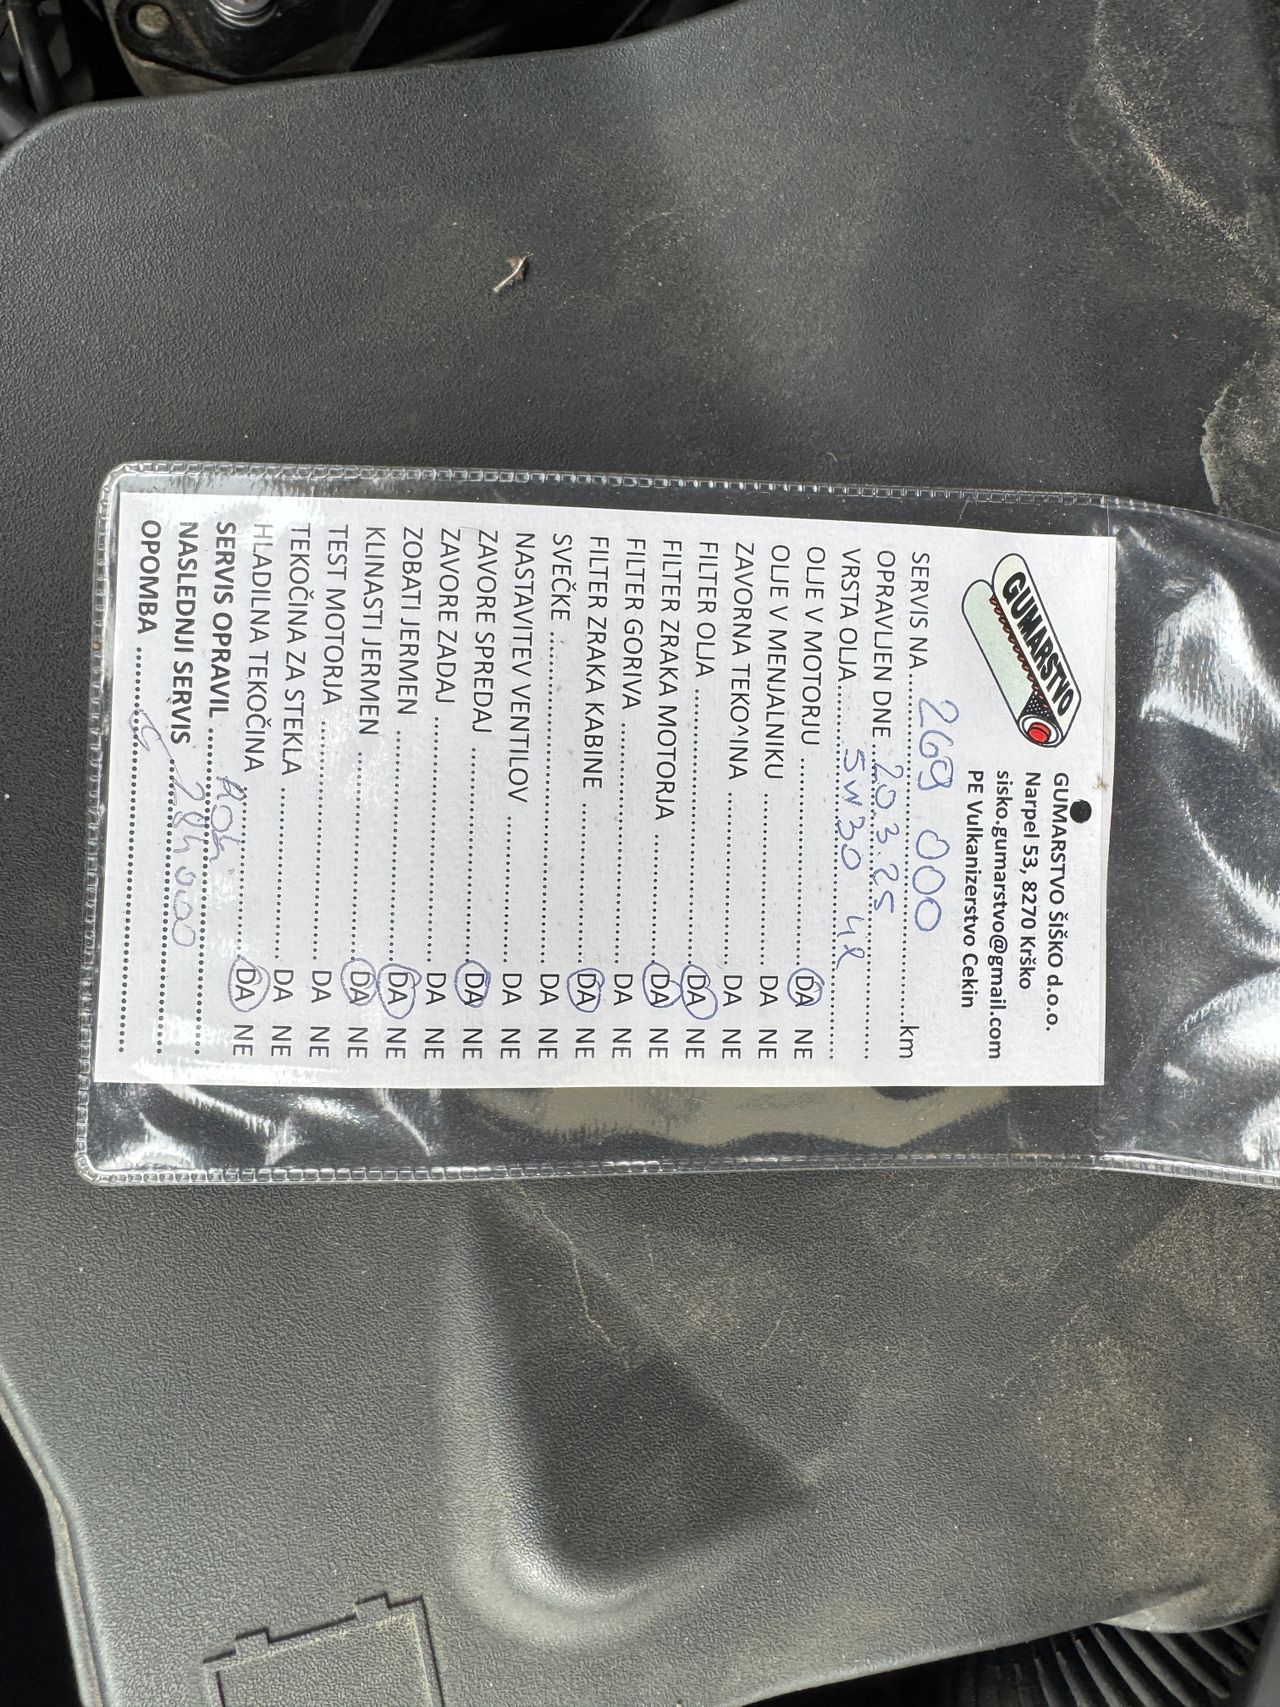 GUMARSTVO
GUMARSTVO ŠIŠKO d.o.o.
Narpel 53, 8270 Krško
sisko.gumarstvo@gmail.com
PE Vulkanizerstvo Cekin
SERVIS NA 269 000 km
OPRAVLJEN DNE 20.3.25
VRSTA OLJA 5W30 4l
OLJE V MOTORJU DA NE
OLJE V MENJALNIKU DA NE
ZAVORNA TEKO^INA DA NE
FILTER OLJA DA NE
FILTER ZRAKA MOTORJA DA NE
FILTER GORIVA DA NE
FILTER ZRAKA KABINE DA NE
SVEČKE DA NE
NASTAVITEV VENTILOV DA NE
ZAVORE SPREDAJ DA NE
ZAVORE ZADAJ DA NE
ZOBATI JERMEN DA NE
KLINASTI JERMEN DA NE
TEST MOTORJA DA NE
TEKOČINA ZA STEKLA DA NE
HLADILNA TEKOČINA DA NE
SERVIS OPRAVIL
NASLEDNJI SERVIS 284 000
OPOMBA